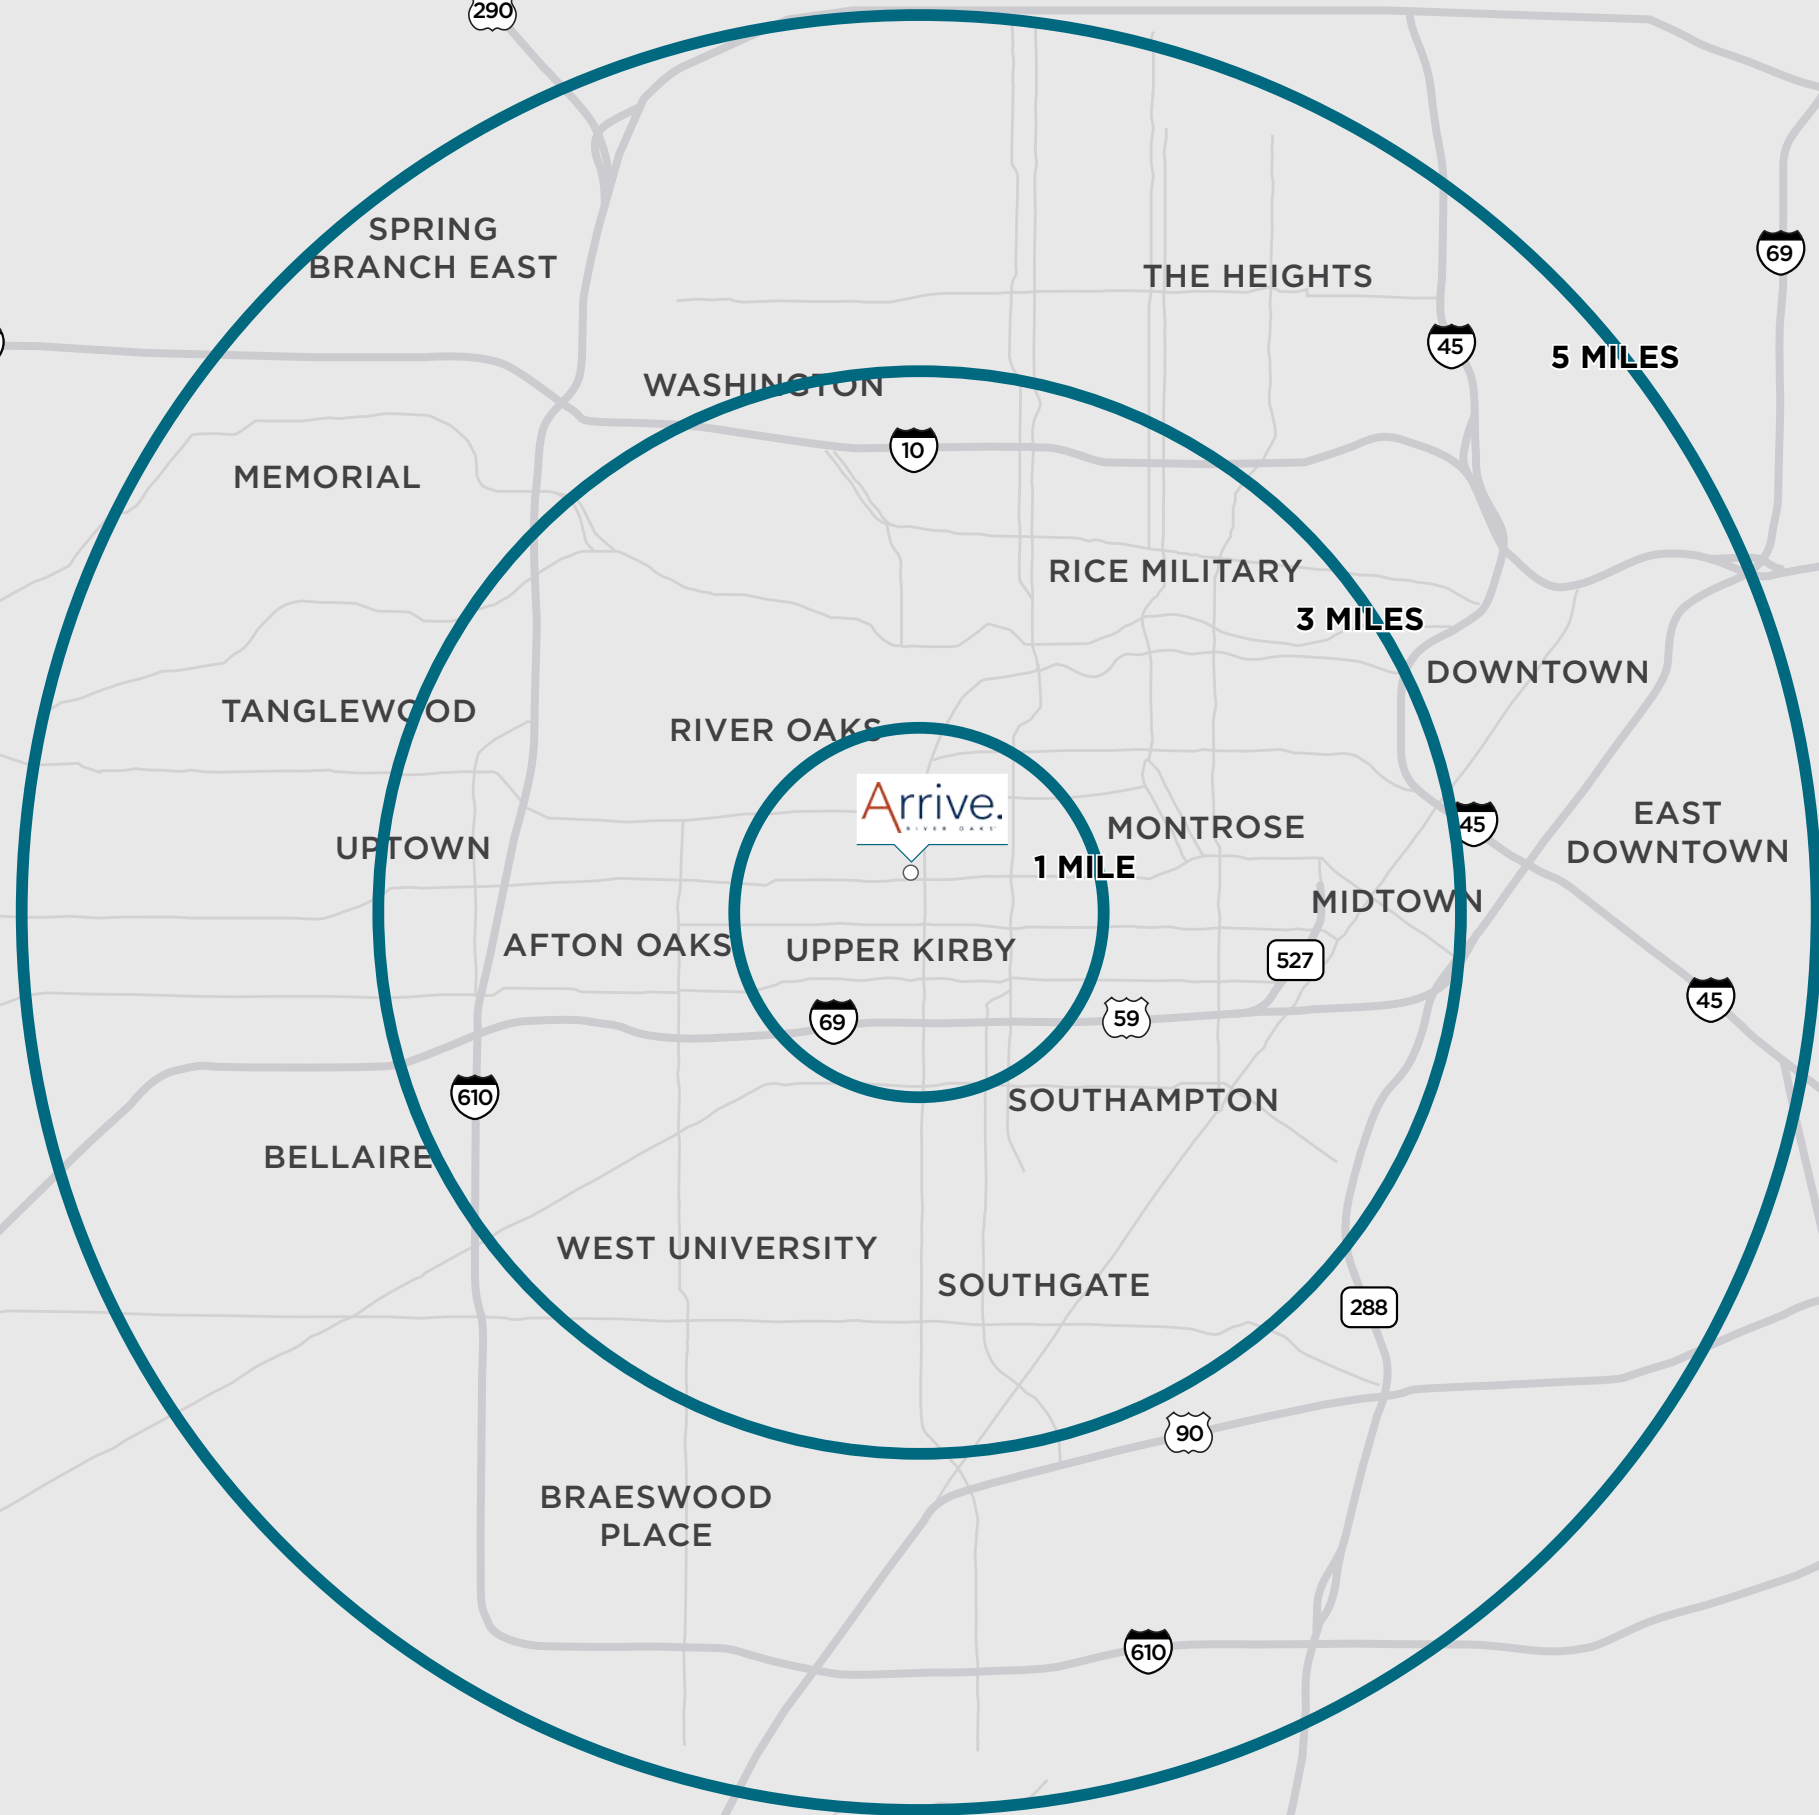 290
SPRING
BRANCH EAST
THE HEIGHTS
69
45
5 MILES
WASHINGTON
10
MEMORIAL
RICE MILITARY
3 MILES
DOWNTOWN
TANGLEWOOD
RIVER OAKS
Arrive.
RIVER OAKS
MONTROSE
45
EAST
DOWNTOWN
UPTOWN
1 MILE
MIDTOWN
AFTON OAKS
UPPER KIRBY
527
45
69
59
610
SOUTHAMPTON
BELLAIRE
WEST UNIVERSITY
SOUTHGATE
288
90
BRAESWOOD
PLACE
610